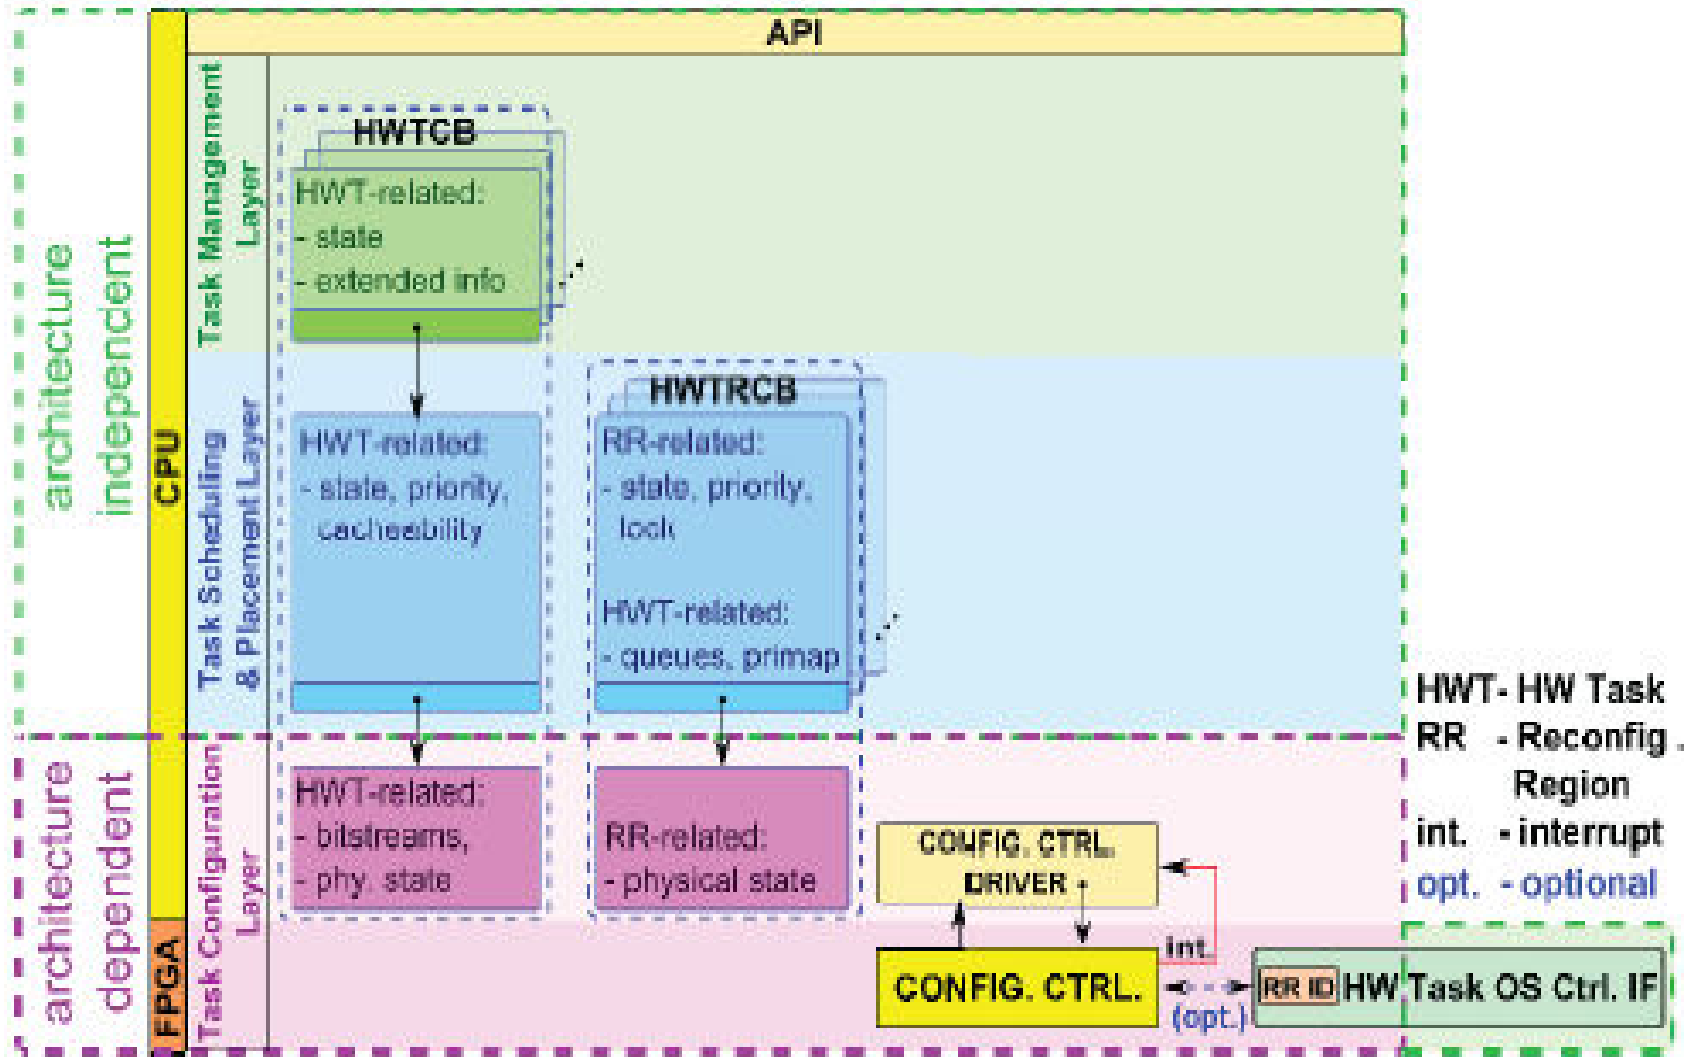 API
architecture
independent
CPU
Task Management
Layer
HWTCB
HWT-related:
- state
- extended info
Task Scheduling
& Placement Layer
HWT-related:
- state, priority,
cacheability
HWTRCB
RR-related:
- state, priority,
lock
HWT-related:
- queues, primap
architecture
dependent
FPGA
Task Configuration
Layer
HWT-related:
- bitstreams,
- phy. state
RR-related:
- physical state
CONFIG. CTRL.
DRIVER
int.
CONFIG. CTRL.
(opt.)
RR ID HW Task OS Ctrl. IF
HWT - HW Task
RR - Reconfig.
Region
int. - interrupt
opt. - optional